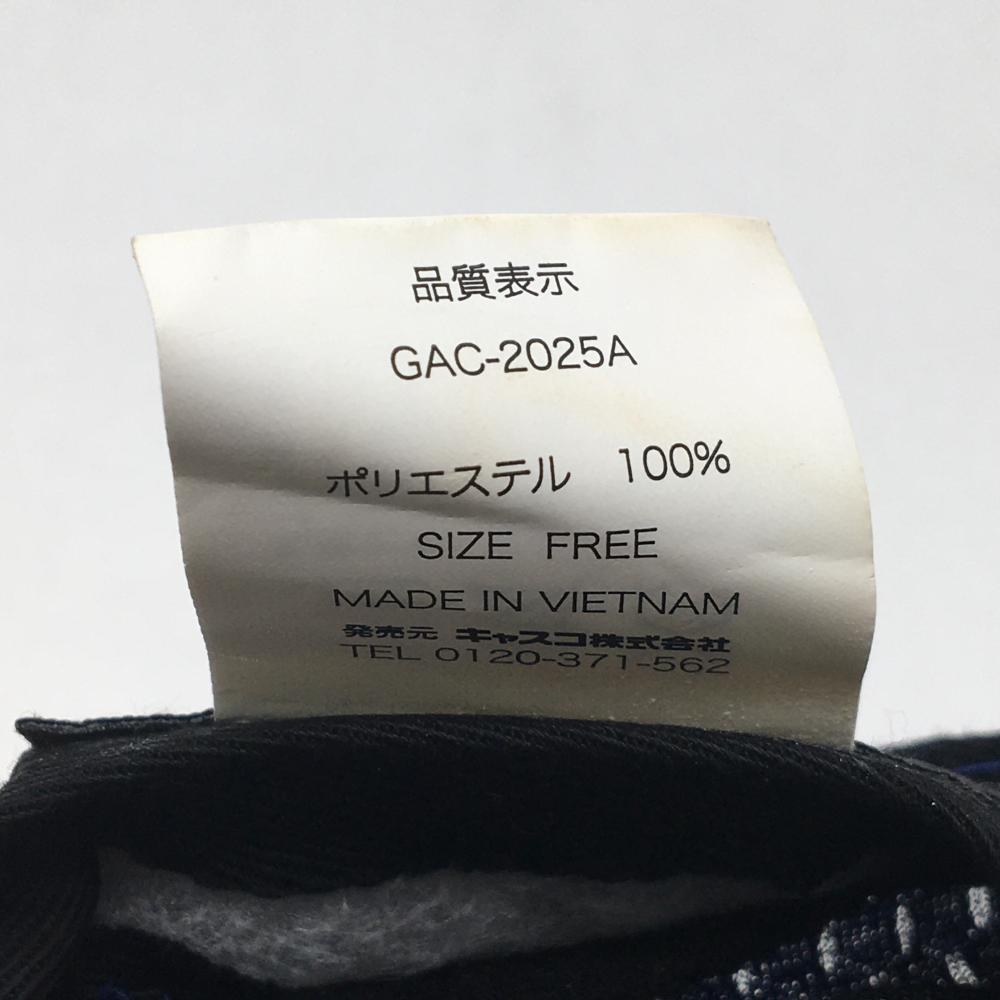 品質表示
GAC-2025A
ポリエステル 100%
SIZE FREE
MADE IN VIETNAM
発売元 キャスコ株式会社
TEL 0120-371-562